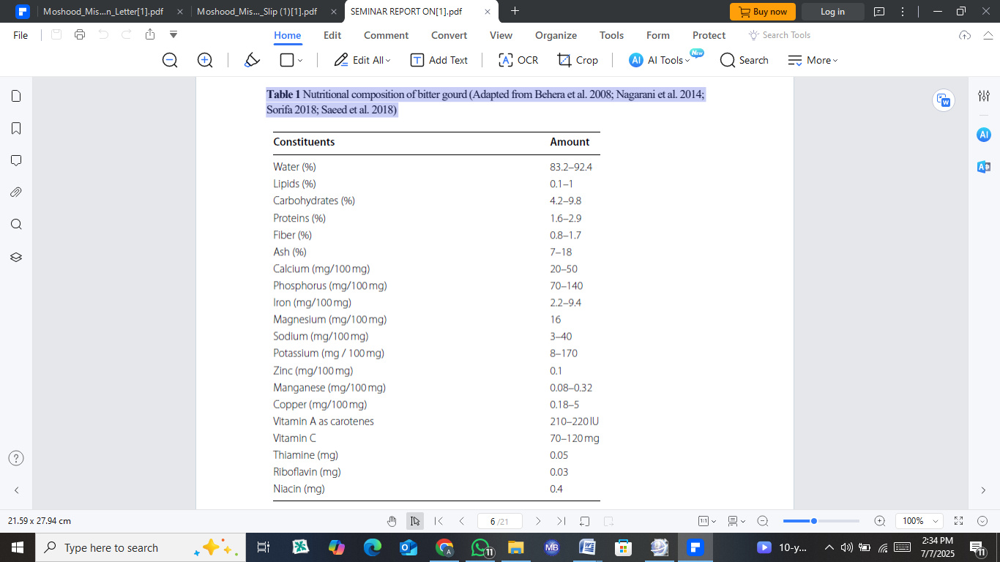 Moshood_Mis...n_Letter[1].pdf
Moshood_Mis..._Slip (1)[1].pdf
SEMINAR REPORT ON[1].pdf
Buy now
Log in
File
Home
Edit
Comment
Convert
View
Organize
Tools
Form
Protect
Search Tools
Edit All
Add Text
OCR
Crop
AI
AI Tools
New
Search
More
Table 1 Nutritional composition of bitter gourd (Adapted from Behera et al. 2008; Nagarani et al. 2014;
Sorifa 2018; Saeed et al. 2018)
Constituents Amount
Water (%) 83.2–92.4
Lipids (%) 0.1–1
Carbohydrates (%) 4.2–9.8
Proteins (%) 1.6–2.9
Fiber (%) 0.8–1.7
Ash (%) 7–18
Calcium (mg/100 mg) 20–50
Phosphorus (mg/100 mg) 70–140
Iron (mg/100 mg) 2.2–9.4
Magnesium (mg/100 mg) 16
Sodium (mg/100 mg) 3–40
Potassium (mg / 100 mg) 8–170
Zinc (mg/100 mg) 0.1
Manganese (mg/100 mg) 0.08–0.32
Copper (mg/100 mg) 0.18–5
Vitamin A as carotenes 210–220 IU
Vitamin C 70–120 mg
Thiamine (mg) 0.05
Riboflavin (mg) 0.03
Niacin (mg) 0.4
W
AI
A
21.59 x 27.94 cm
6 /21
1:1
100%
Type here to search
A
11
MB
W
10-y...
2:34 PM
7/7/2025
11